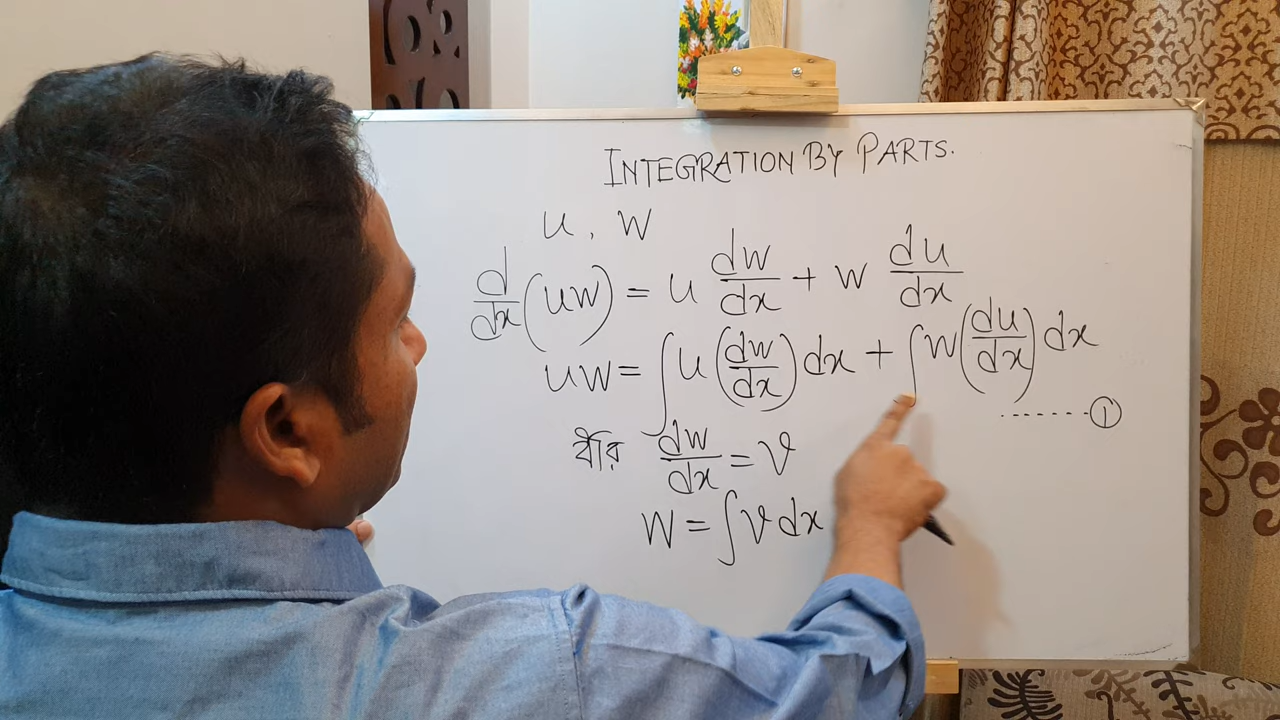 INTEGRATION BY PARTS.
u, w
d/dx (uw) = u dw/dx + w du/dx
uw = ∫ u (dw/dx) dx + ∫ w (du/dx) dx
.......①
ধরি dw/dx = v
w = ∫ v dx